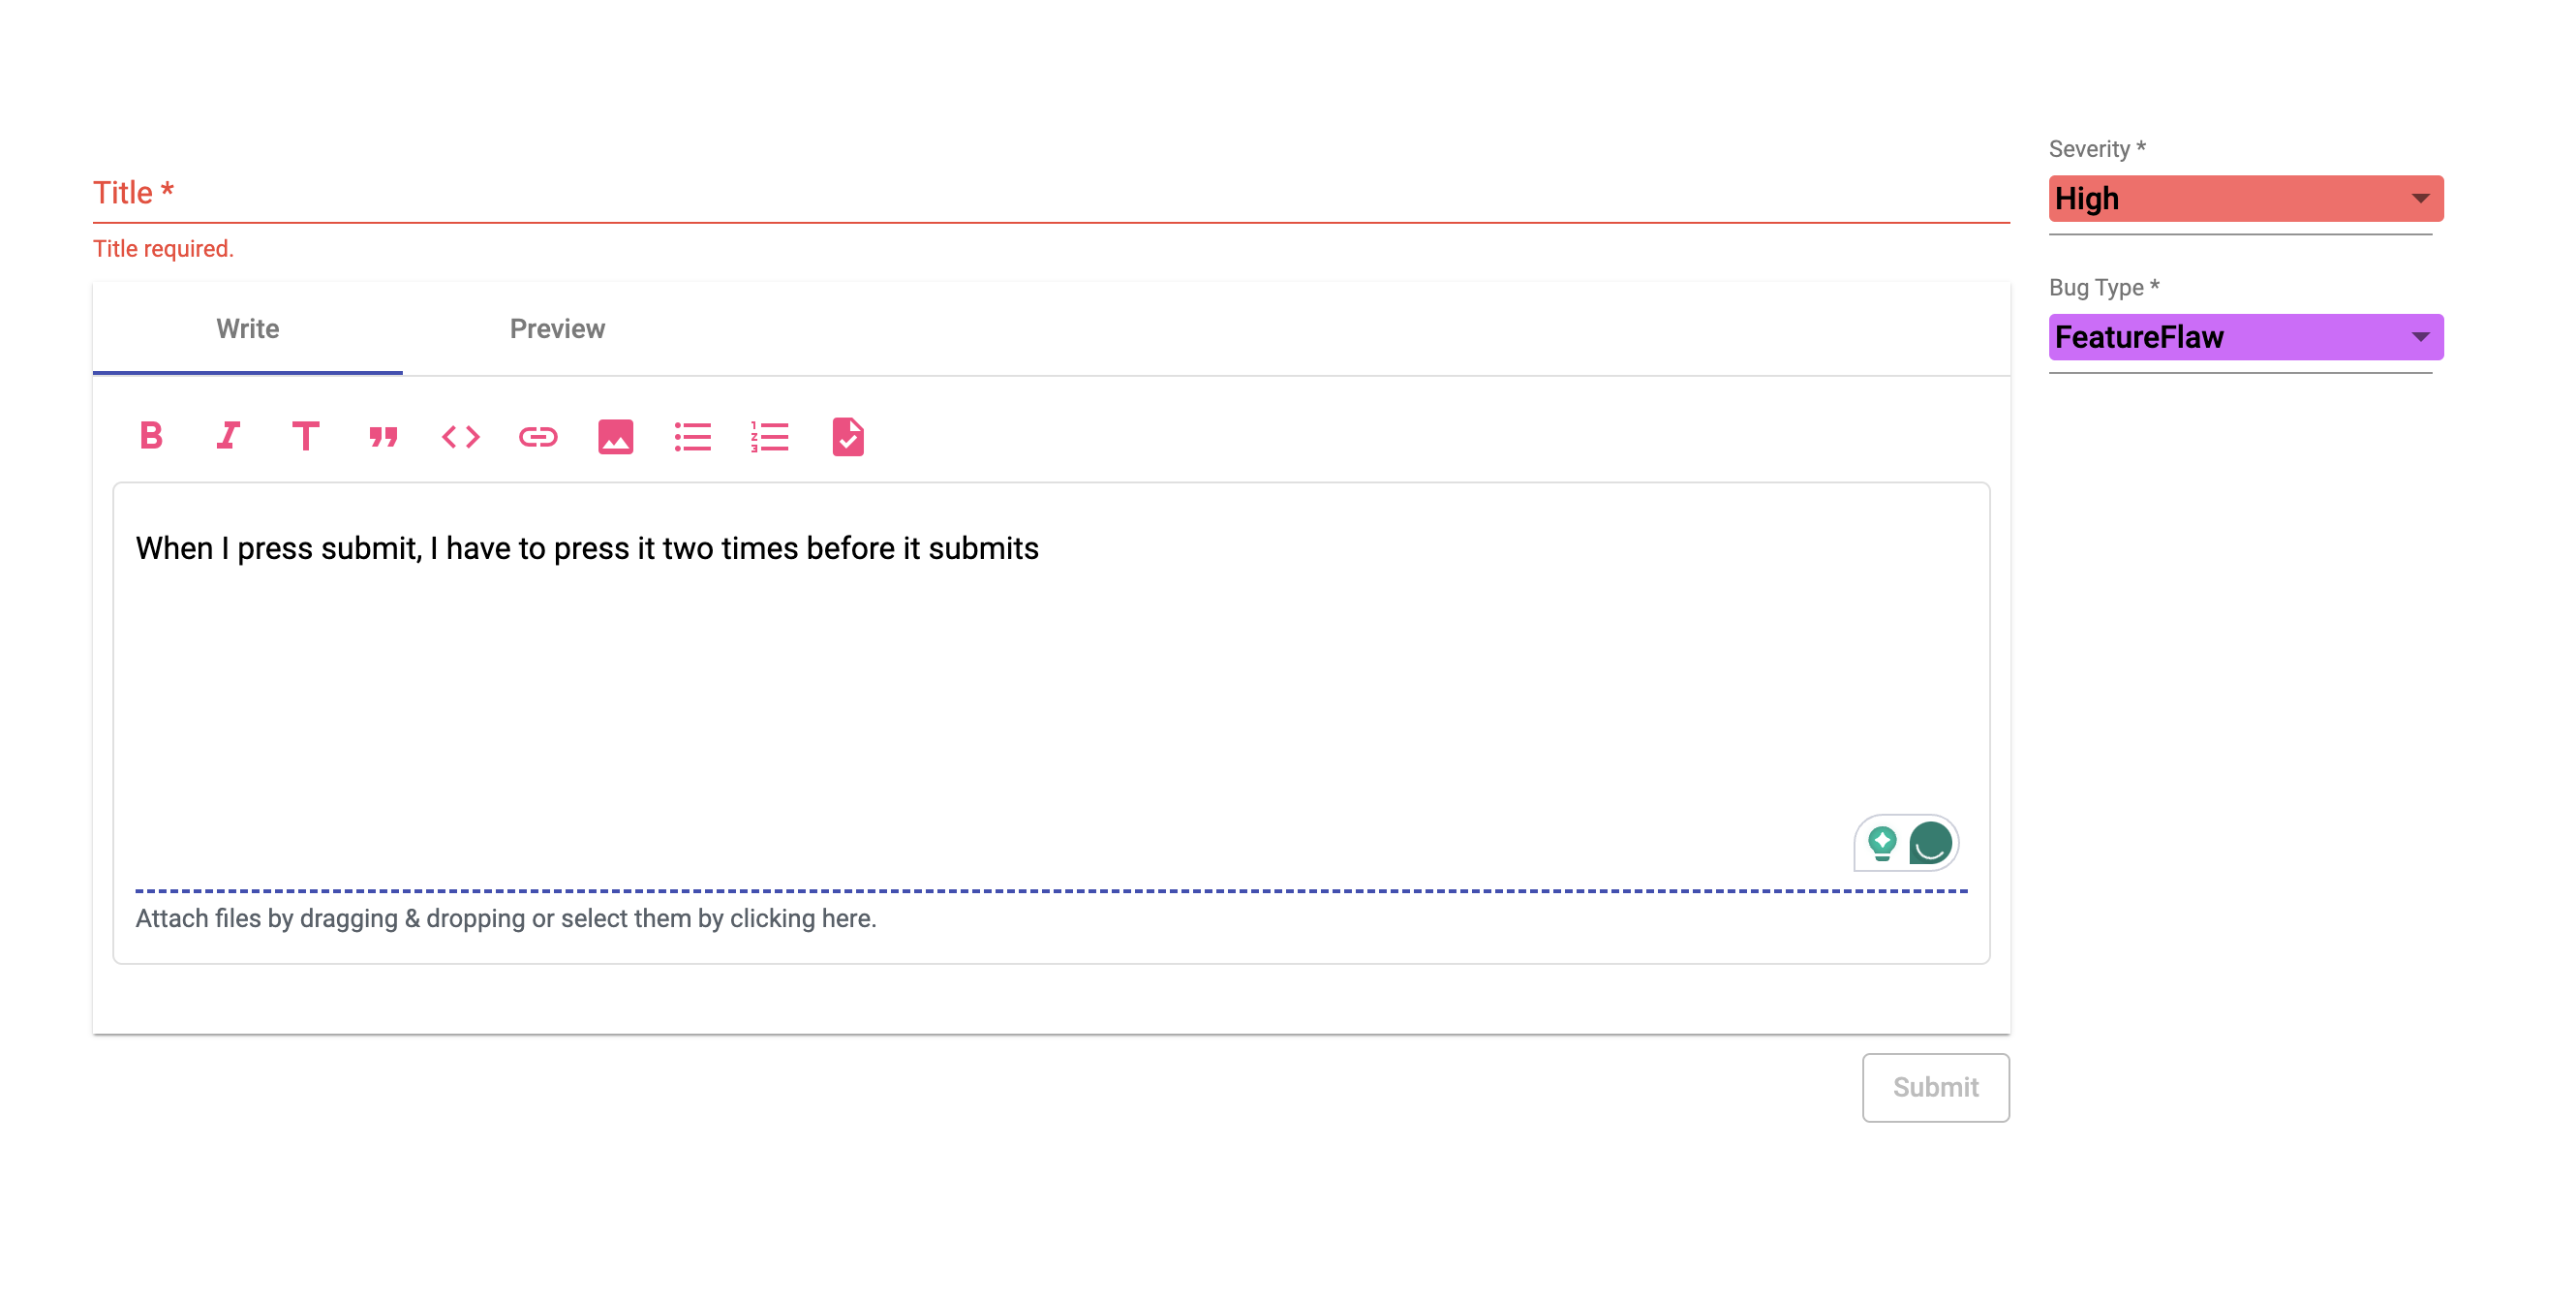 Severity *
Title *
High
Title required.
Bug Type *
Write Preview
FeatureFlaw
When I press submit, I have to press it two times before it submits
Attach files by dragging & dropping or select them by clicking here.
Submit